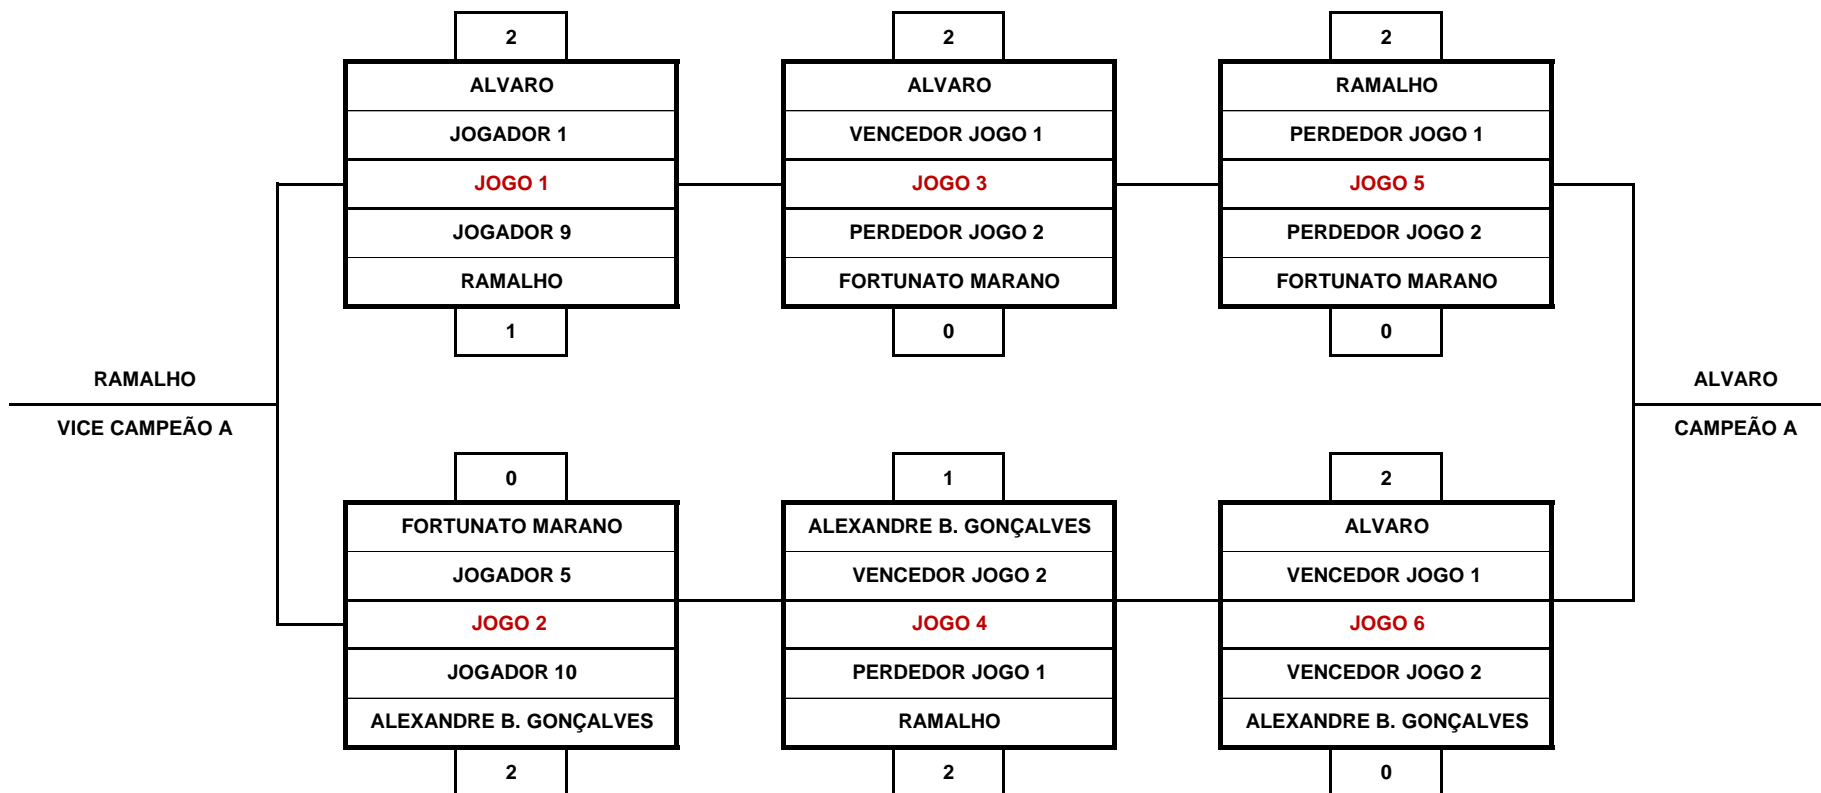 2
ALVARO
JOGADOR 1
JOGO 1
JOGADOR 9
RAMALHO
1
2
ALVARO
VENCEDOR JOGO 1
JOGO 3
PERDEDOR JOGO 2
FORTUNATO MARANO
0
2
RAMALHO
PERDEDOR JOGO 1
JOGO 5
PERDEDOR JOGO 2
FORTUNATO MARANO
0
RAMALHO
VICE CAMPEÃO A
ALVARO
CAMPEÃO A
0
FORTUNATO MARANO
JOGADOR 5
JOGO 2
JOGADOR 10
ALEXANDRE B. GONÇALVES
2
1
ALEXANDRE B. GONÇALVES
VENCEDOR JOGO 2
JOGO 4
PERDEDOR JOGO 1
RAMALHO
2
2
ALVARO
VENCEDOR JOGO 1
JOGO 6
VENCEDOR JOGO 2
ALEXANDRE B. GONÇALVES
0